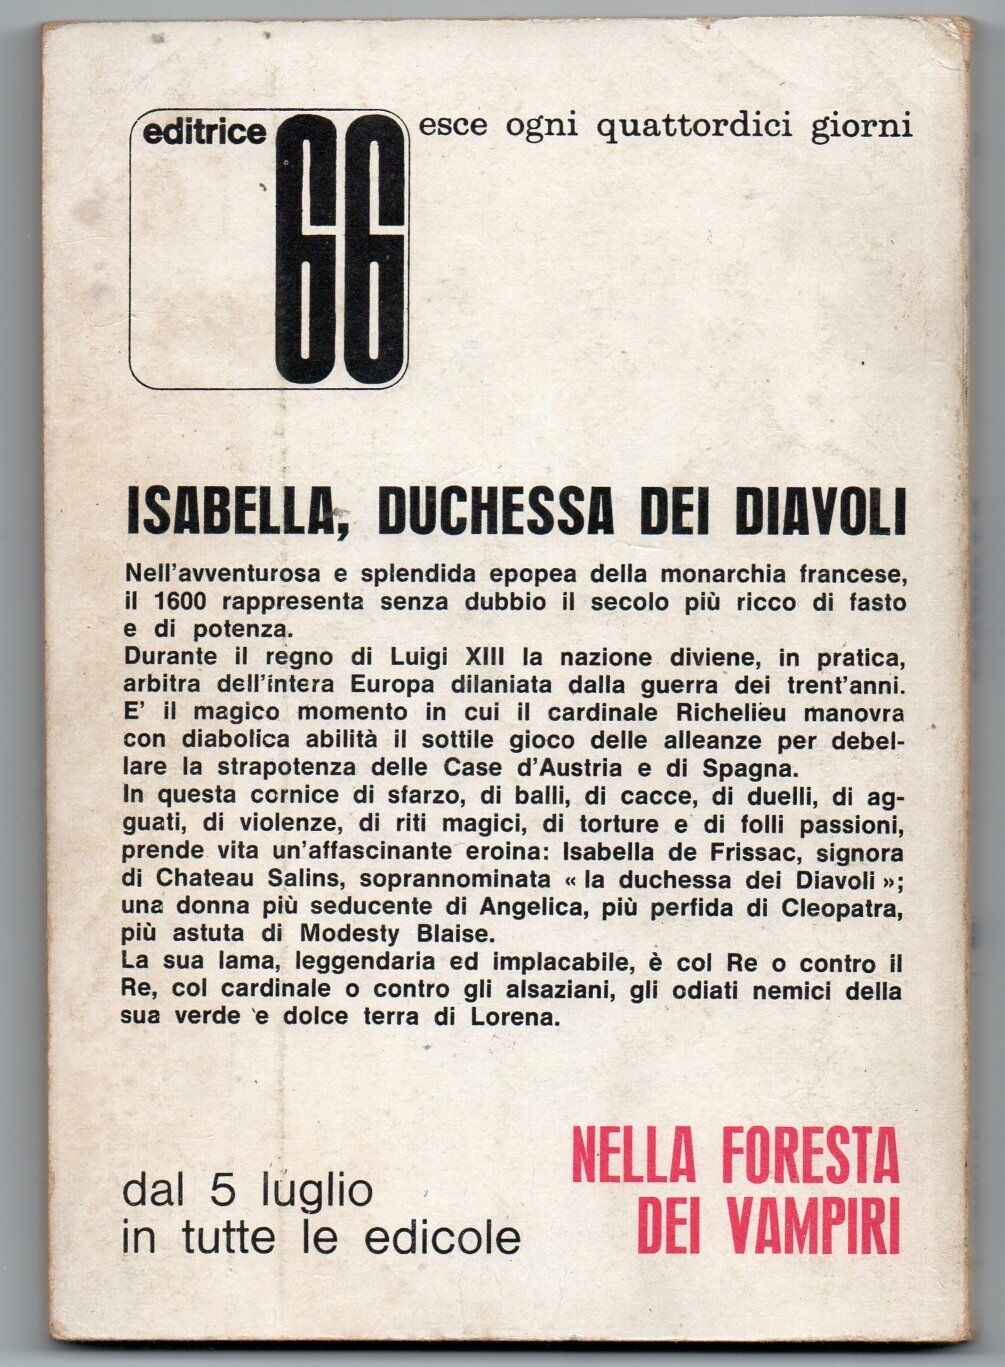 editrice 66 esce ogni quattordici giorni
ISABELLA, DUCHESSA DEI DIAVOLI
Nell'avventurosa e splendida epopea della monarchia francese,
il 1600 rappresenta senza dubbio il secolo più ricco di fasto
e di potenza.
Durante il regno di Luigi XIII la nazione diviene, in pratica,
arbitra dell'intera Europa dilaniata dalla guerra dei trent'anni.
E' il magico momento in cui il cardinale Richelieu manovra
con diabolica abilità il sottile gioco delle alleanze per debel-
lare la strapotenza delle Case d'Austria e di Spagna.
In questa cornice di sfarzo, di balli, di cacce, di duelli, di ag-
guati, di violenze, di riti magici, di torture e di folli passioni,
prende vita un'affascinante eroina: Isabella de Frissac, signora
di Chateau Salins, soprannominata « la duchessa dei Diavoli »;
una donna più seducente di Angelica, più perfida di Cleopatra,
più astuta di Modesty Blaise.
La sua lama, leggendaria ed implacabile, è col Re o contro il
Re, col cardinale o contro gli alsaziani, gli odiati nemici della
sua verde e dolce terra di Lorena.
dal 5 luglio
in tutte le edicole
NELLA FORESTA
DEI VAMPIRI